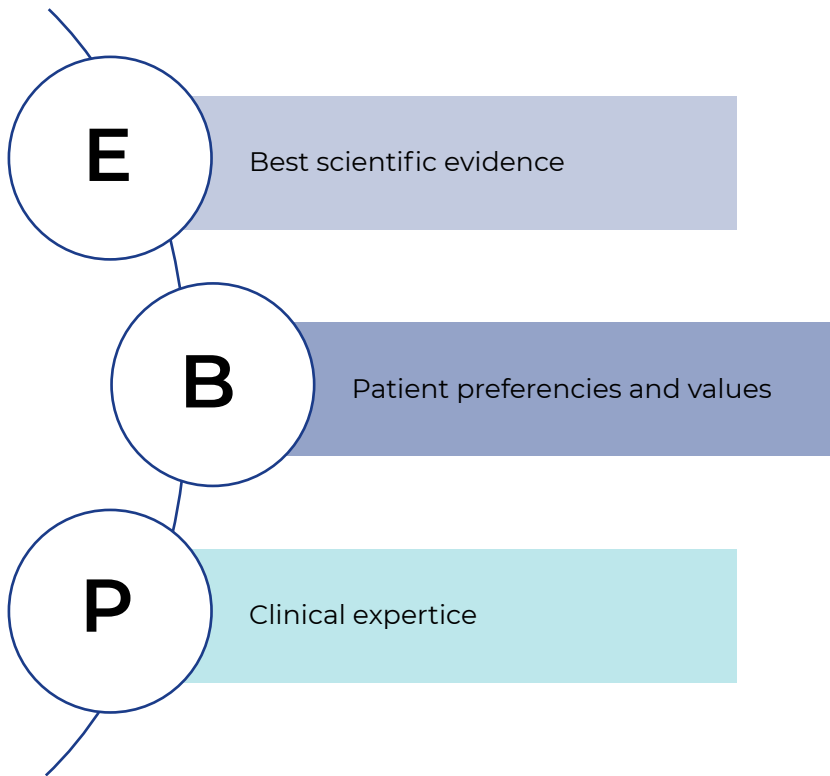 E
Best scientific evidence
B
Patient preferencies and values
P
Clinical expertice